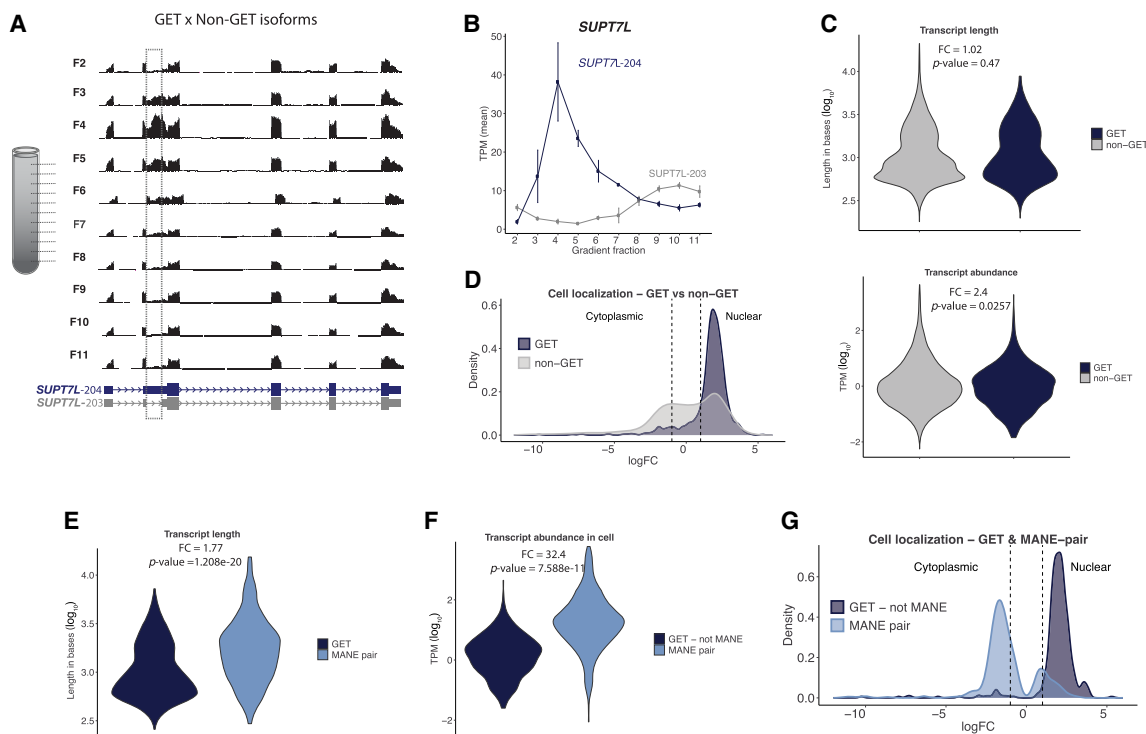 A
GET x Non-GET isoforms
F2
F3
F4
F5
F6
F7
F8
F9
F10
F11
SUPT7L-204
SUPT7L-203
B
SUPT7L
SUPT7L-204
SUPT7L-203
TPM (mean)
50
40
30
20
10
0
2 3 4 5 6 7 8 9 10 11
Gradient fraction
C
Transcript length
FC = 1.02
p-value = 0.47
Length in bases (log10)
4.0
3.5
3.0
2.5
GET
non−GET
Transcript abundance
FC = 2.4
p-value = 0.0257
TPM (log10)
2
0
−2
GET
non−GET
D
Cell localization − GET vs non−GET
Cytoplasmic
Nuclear
GET
non−GET
Density
0.6
0.4
0.2
0.0
−10 −5 0 5
logFC
E
Transcript length
FC = 1.77
p-value =1.208e-20
Length in bases (log10)
4.0
3.5
3.0
2.5
GET
MANE pair
F
Transcript abundance in cell
FC = 32.4
p-value = 7.588e-11
TPM (log10)
2
0
−2
GET − not MANE
MANE pair
G
Cell localization − GET & MANE−pair
Cytoplasmic
Nuclear
GET − not MANE
MANE pair
Density
0.6
0.4
0.2
0.0
−10 −5 0 5
logFC